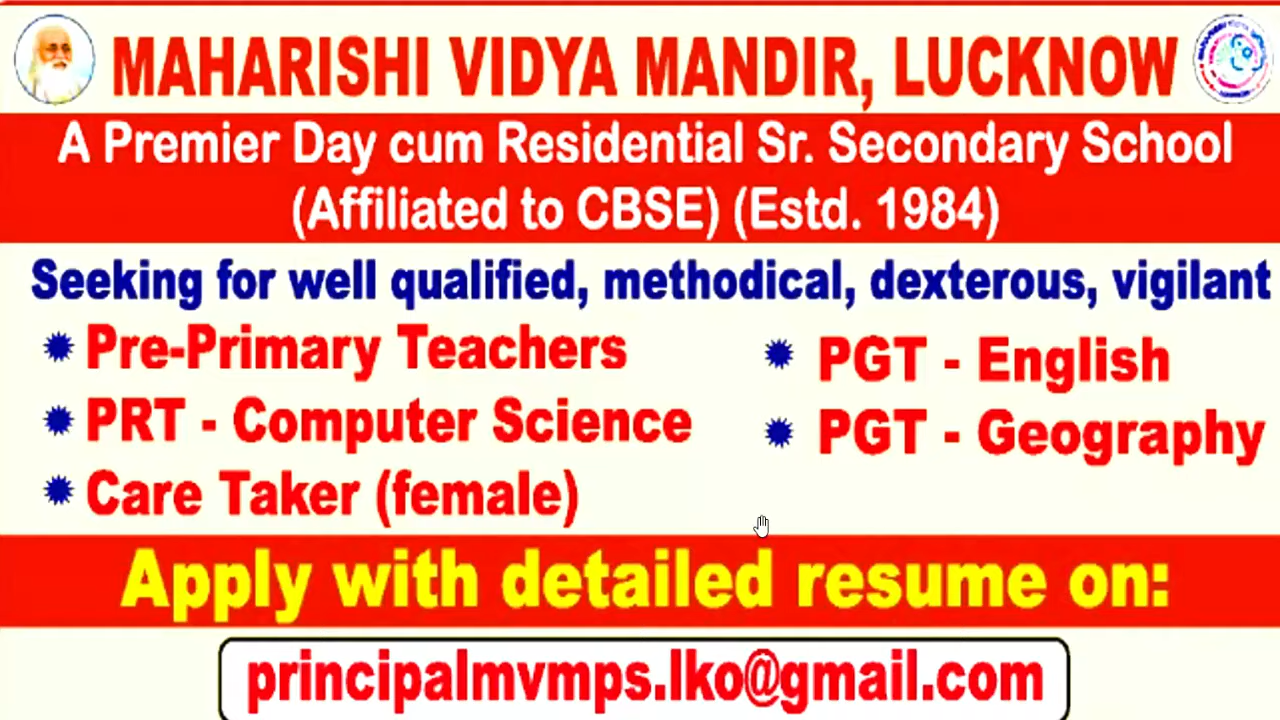 MAHARISHI VIDYA MANDIR, LUCKNOW
A Premier Day cum Residential Sr. Secondary School
(Affiliated to CBSE) (Estd. 1984)
Seeking for well qualified, methodical, dexterous, vigilant
Pre-Primary Teachers
PRT - Computer Science
Care Taker (female)
PGT - English
PGT - Geography
Apply with detailed resume on:
principalmvmps.lko@gmail.com